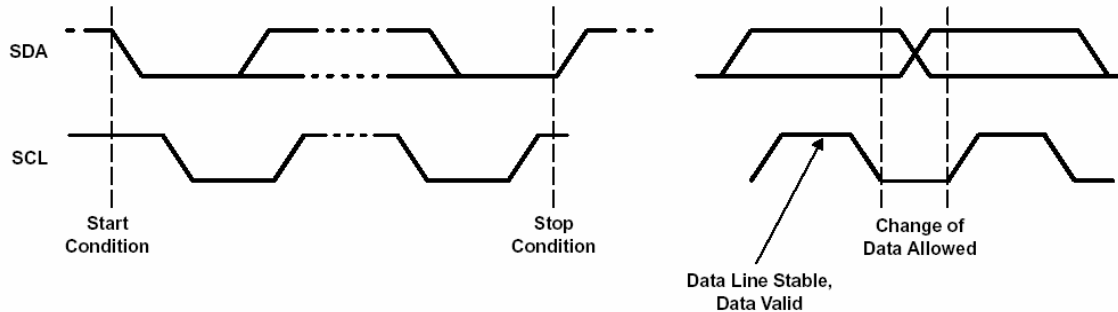 SDA
SCL
Start
Condition
Stop
Condition
Change of
Data Allowed
Data Line Stable,
Data Valid